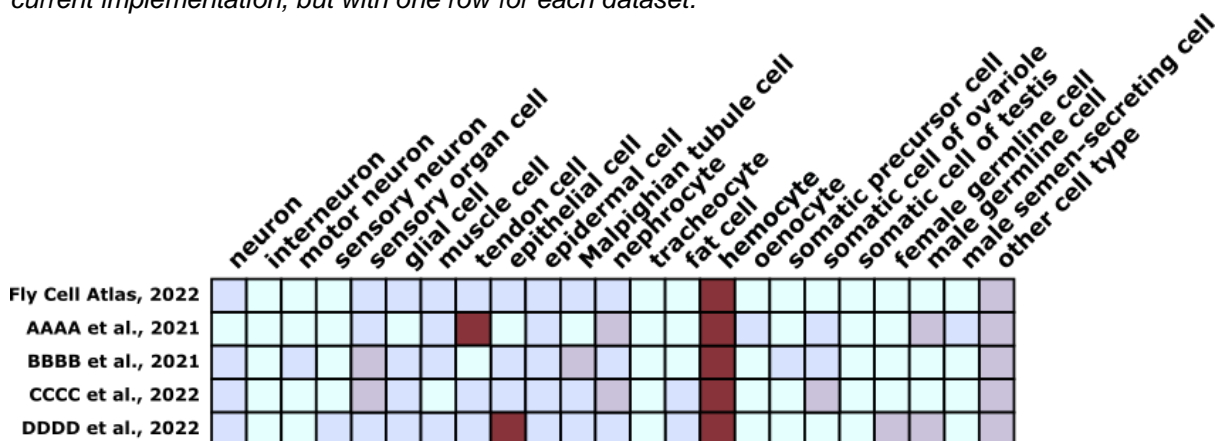 current implementation, but with one row for each dataset.
neuron
interneuron
motor neuron
sensory neuron
sensory organ cell
glial cell
muscle cell
tendon cell
epithelial cell
epidermal cell
Malpighian tubule cell
nephrocyte
tracheocyte
fat cell
hemocyte
oenocyte
somatic precursor cell
somatic cell of ovariole
somatic cell of testis
female germline cell
male germline cell
male semen-secreting cell
other cell type
Fly Cell Atlas, 2022
AAAA et al., 2021
BBBB et al., 2021
CCCC et al., 2022
DDDD et al., 2022